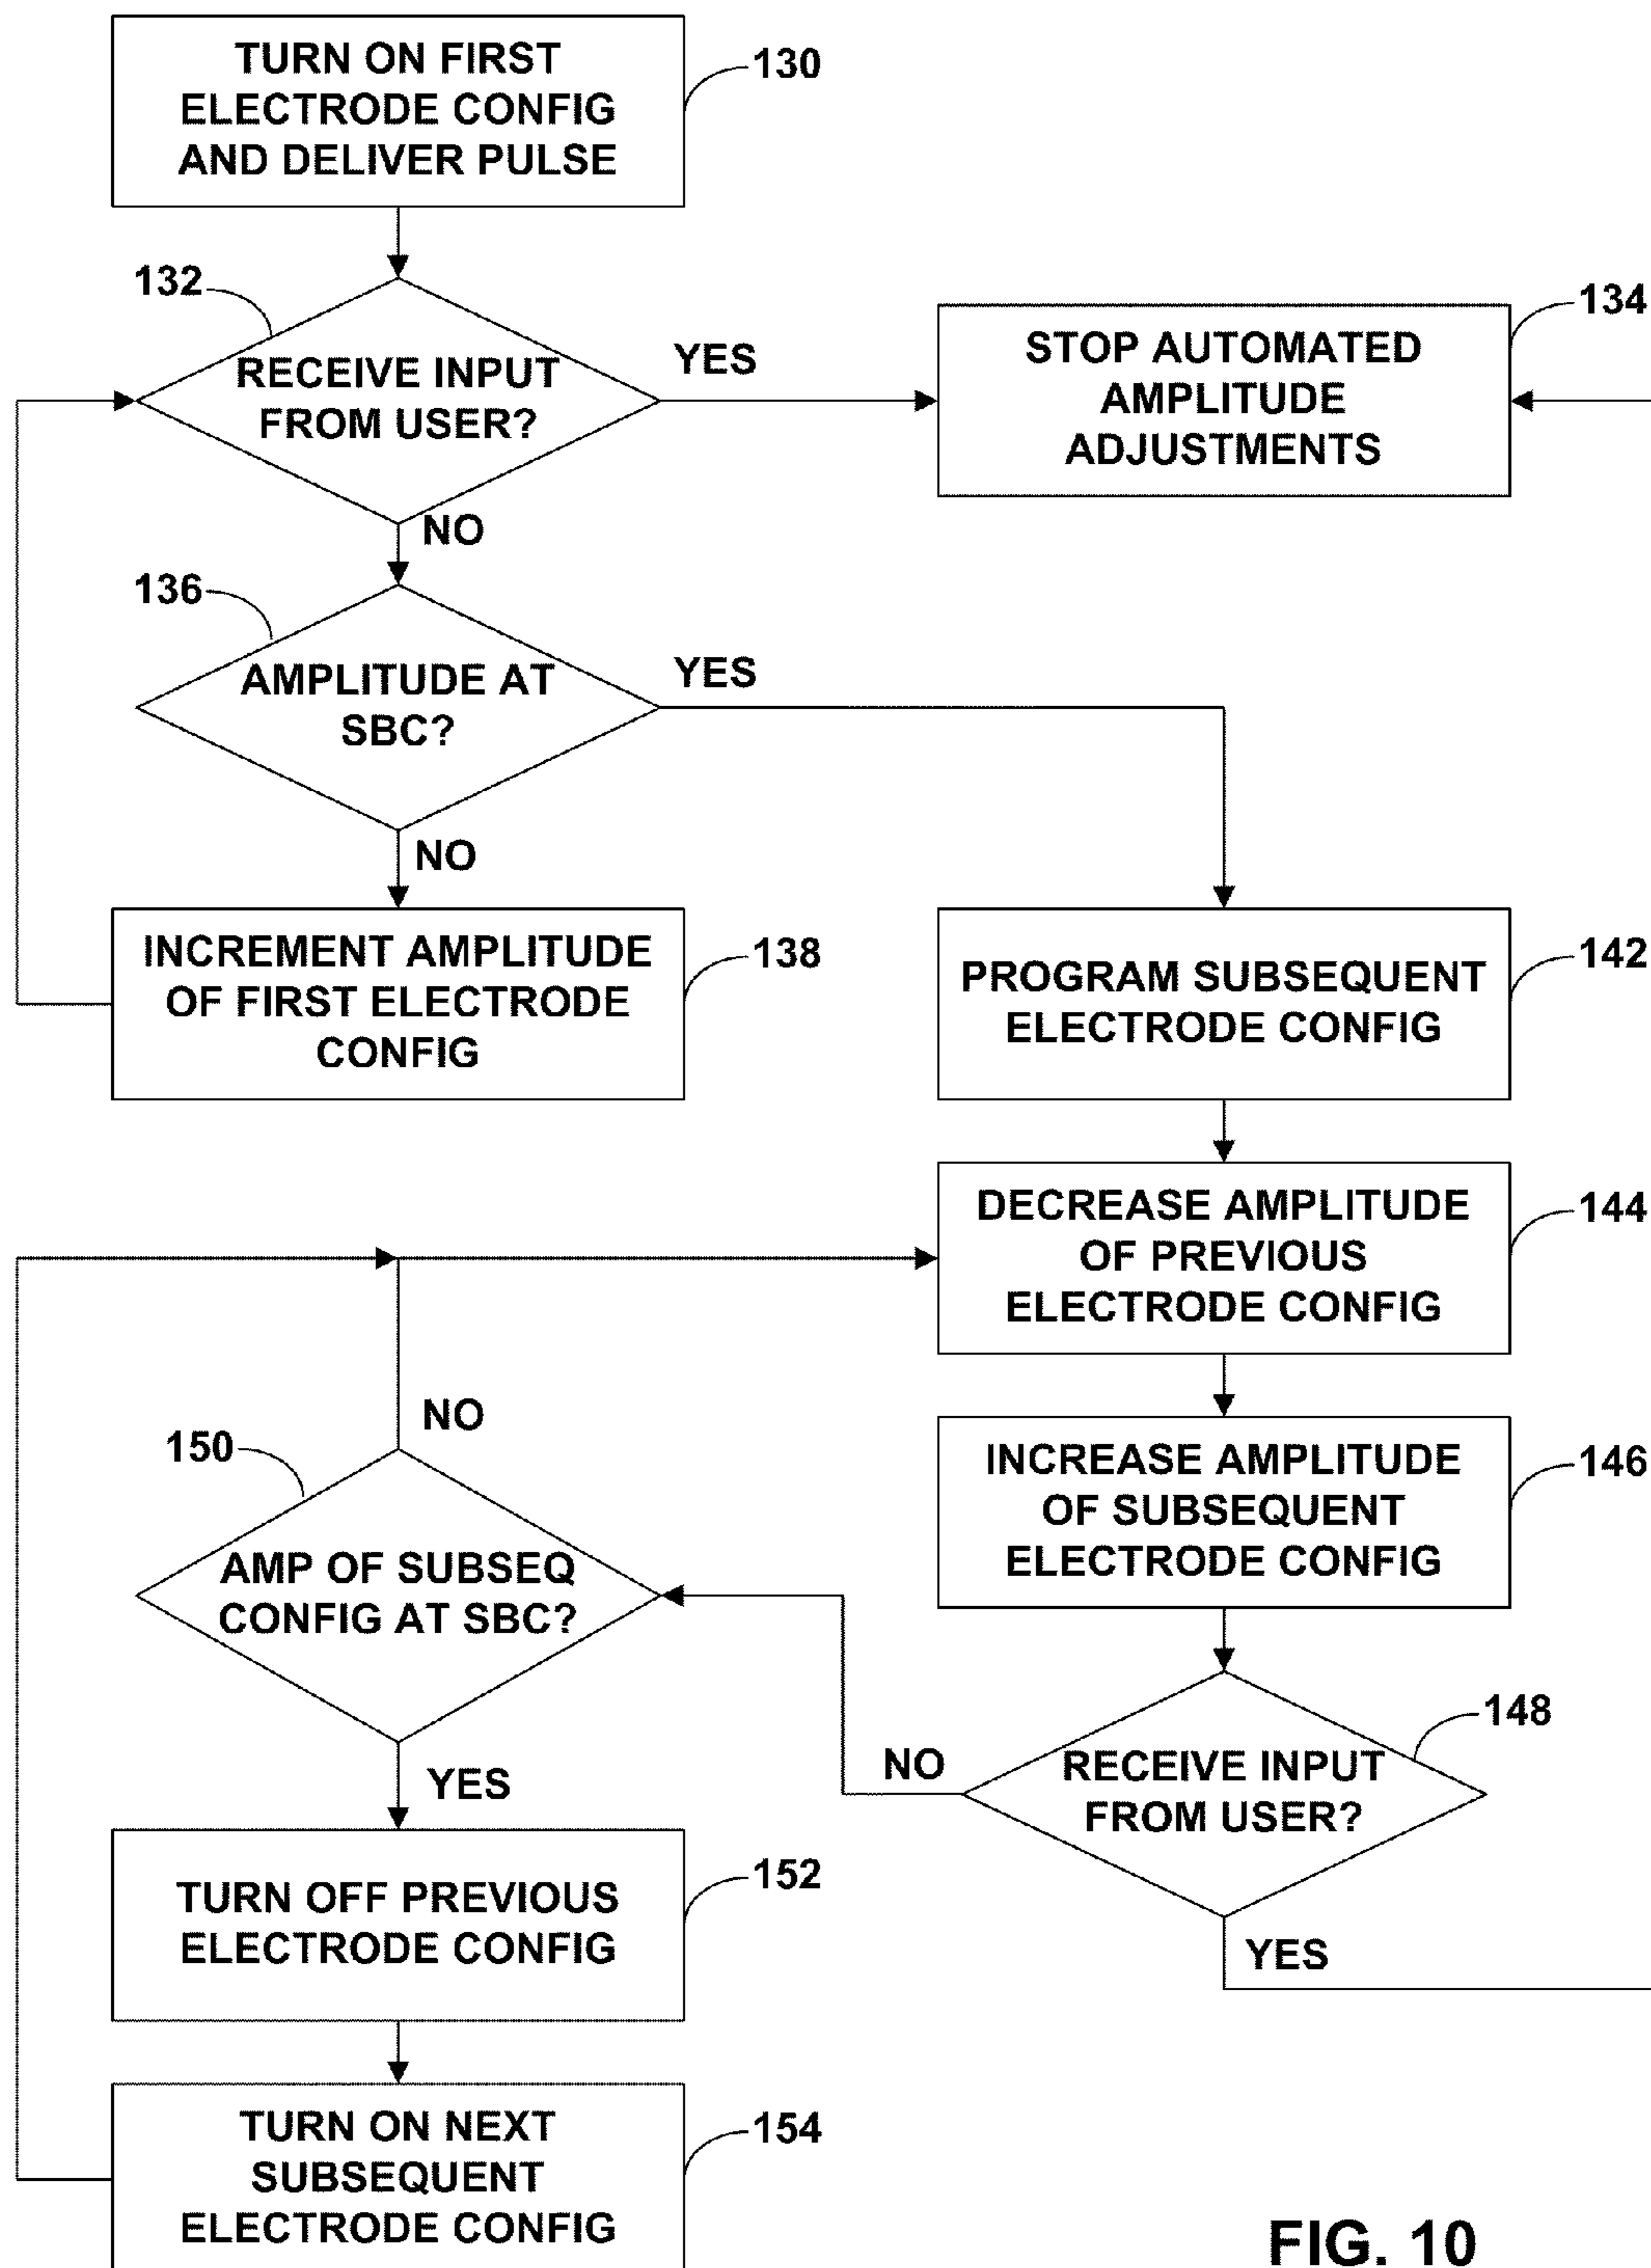 TURN ON FIRST
ELECTRODE CONFIG
AND DELIVER PULSE
130
132
RECEIVE INPUT
FROM USER?
YES
NO
STOP AUTOMATED
AMPLITUDE
ADJUSTMENTS
134
136
AMPLITUDE AT
SBC?
YES
NO
INCREMENT AMPLITUDE
OF FIRST ELECTRODE
CONFIG
138
PROGRAM SUBSEQUENT
ELECTRODE CONFIG
142
DECREASE AMPLITUDE
OF PREVIOUS
ELECTRODE CONFIG
144
INCREASE AMPLITUDE
OF SUBSEQUENT
ELECTRODE CONFIG
146
148
RECEIVE INPUT
FROM USER?
NO
YES
150
AMP OF SUBSEQ
CONFIG AT SBC?
NO
YES
TURN OFF PREVIOUS
ELECTRODE CONFIG
152
TURN ON NEXT
SUBSEQUENT
ELECTRODE CONFIG
154
FIG. 10